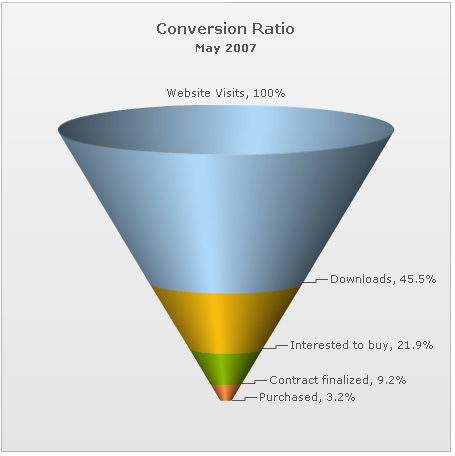 Conversion Ratio
May 2007
Website Visits, 100%
Downloads, 45.5%
Interested to buy, 21.9%
Contract finalized, 9.2%
Purchased, 3.2%